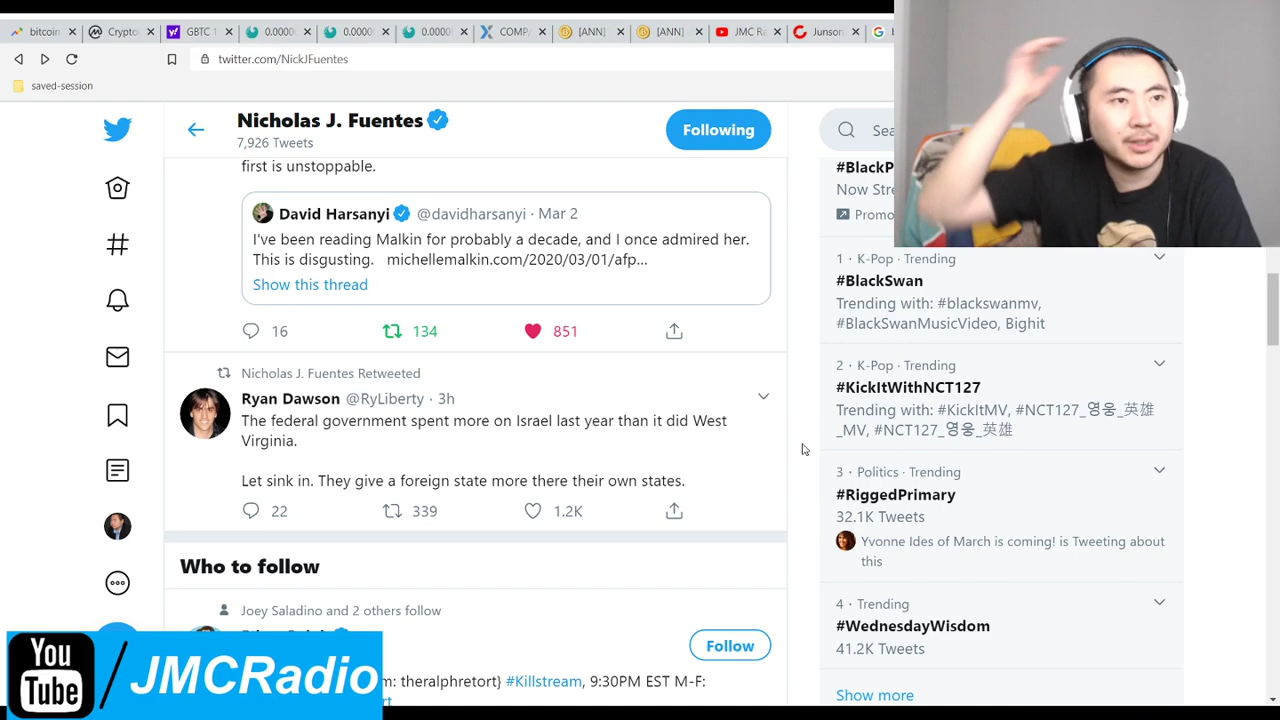 bitcoin
Crypto
GBTC 1
0.0000
0.0000
0.0000
COMP
[ANN]
[ANN]
JMC Ra
Junson
twitter.com/NickJFuentes
saved-session
Nicholas J. Fuentes
7,926 Tweets
Following
first is unstoppable.
David Harsanyi @davidharsanyi · Mar 2
I've been reading Malkin for probably a decade, and I once admired her.
This is disgusting. michellemalkin.com/2020/03/01/afp...
Show this thread
16 134 851
Nicholas J. Fuentes Retweeted
Ryan Dawson @RyLiberty · 3h
The federal government spent more on Israel last year than it did West
Virginia.
Let sink in. They give a foreign state more there their own states.
22 339 1.2K
Who to follow
Joey Saladino and 2 others follow
Follow
m: theralphretort} #Killstream, 9:30PM EST M-F:
Sea
#BlackP
Now Stre
Promo
1 · K-Pop · Trending
#BlackSwan
Trending with: #blackswanmv,
#BlackSwanMusicVideo, Bighit
2 · K-Pop · Trending
#KickItWithNCT127
Trending with: #KickItMV, #NCT127_영웅_英雄
_MV, #NCT127_영웅_英雄
3 · Politics · Trending
#RiggedPrimary
32.1K Tweets
Yvonne Ides of March is coming! is Tweeting about
this
4 · Trending
#WednesdayWisdom
41.2K Tweets
Show more
You
Tube
/JMCRadio